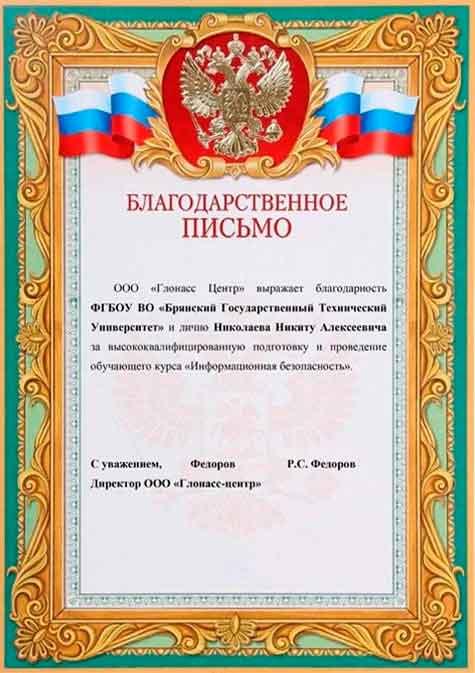 БЛАГОДАРСТВЕННОЕ
ПИСЬМО
ООО «Глонасс Центр» выражает благодарность
ФГБОУ ВО «Брянский Государственный Технический
Университет» и лично Николаева Никиту Алексеевича
за высококвалифицированную подготовку и проведение
обучающего курса «Информационная безопасность».
С уважением, Федоров Р.С. Федоров
Директор ООО «Глонасс-центр»